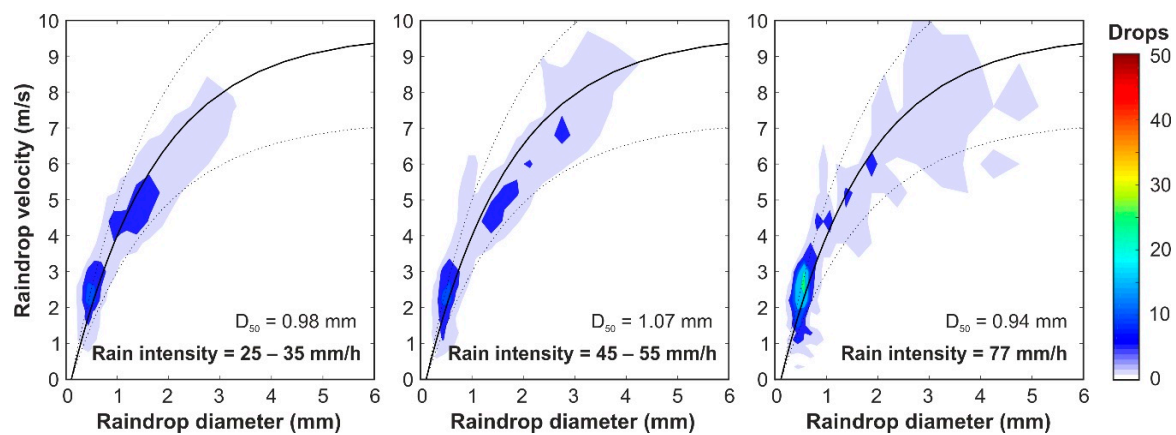 Raindrop velocity (m/s)
10
9
8
7
6
5
4
3
2
1
0
D50 = 0.98 mm
Rain intensity = 25 – 35 mm/h
0 1 2 3 4 5 6
Raindrop diameter (mm)
10
9
8
7
6
5
4
3
2
1
0
D50 = 1.07 mm
Rain intensity = 45 – 55 mm/h
0 1 2 3 4 5 6
Raindrop diameter (mm)
10
9
8
7
6
5
4
3
2
1
0
D50 = 0.94 mm
Rain intensity = 77 mm/h
0 1 2 3 4 5 6
Raindrop diameter (mm)
Drops
50
40
30
20
10
0